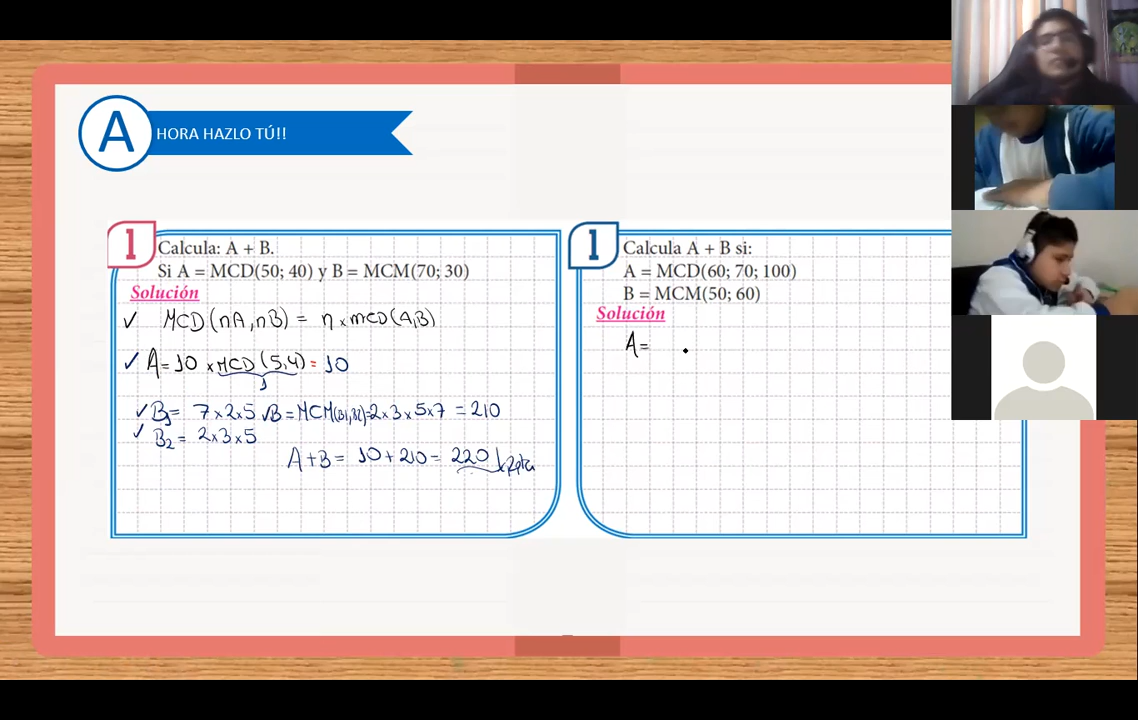 A
HORA HAZLO TÚ!!
1
Calcula: A + B.
Si A = MCD(50; 40) y B = MCM(70; 30)
Solución
✓ MCD(nA,nB) = n×mcD(A,B)
✓ A=10 ×MCD(5,4) = 10
1
✓ B1= 7×2×5 ✓B=MCM(B1,B2)=2×3×5×7 =210
✓ B2 = 2×3×5
A+B = 10+210= 220 Rpta
1
Calcula A + B si:
A = MCD(60; 70; 100)
B = MCM(50; 60)
Solución
A=